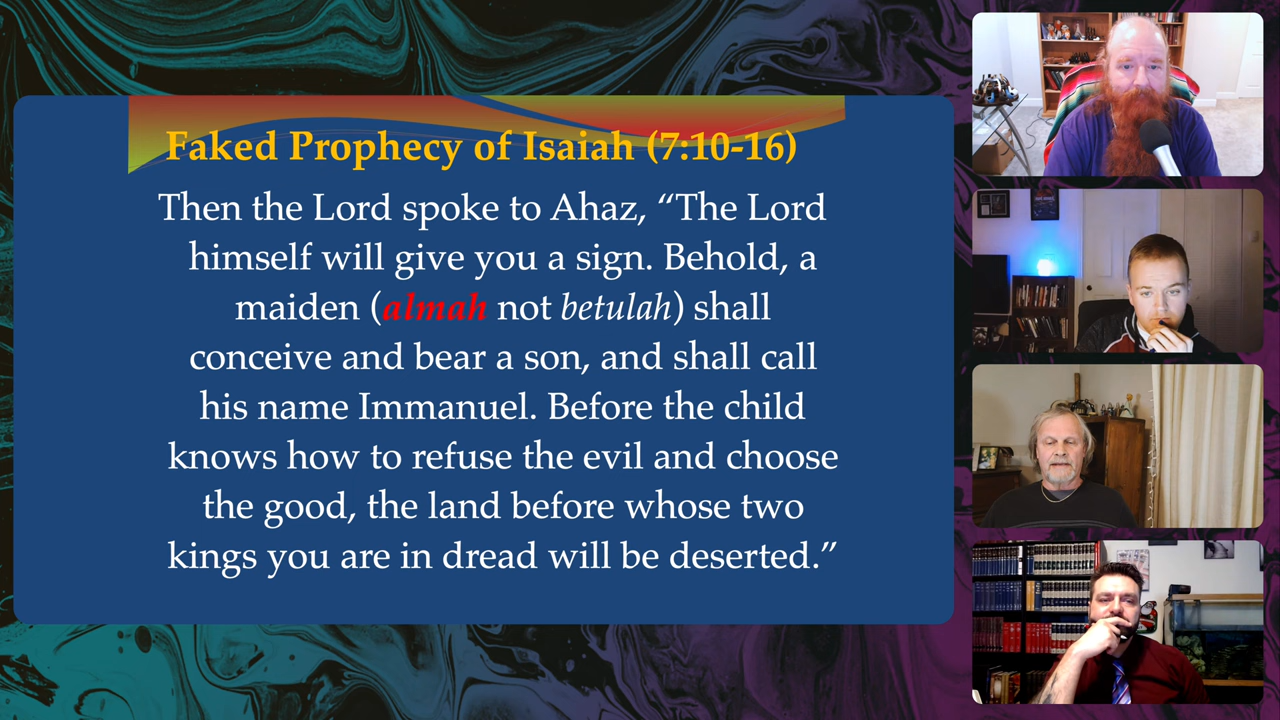 Faked Prophecy of Isaiah (7:10-16)
Then the Lord spoke to Ahaz, “The Lord
himself will give you a sign. Behold, a
maiden (almah not betulah) shall
conceive and bear a son, and shall call
his name Immanuel. Before the child
knows how to refuse the evil and choose
the good, the land before whose two
kings you are in dread will be deserted.”